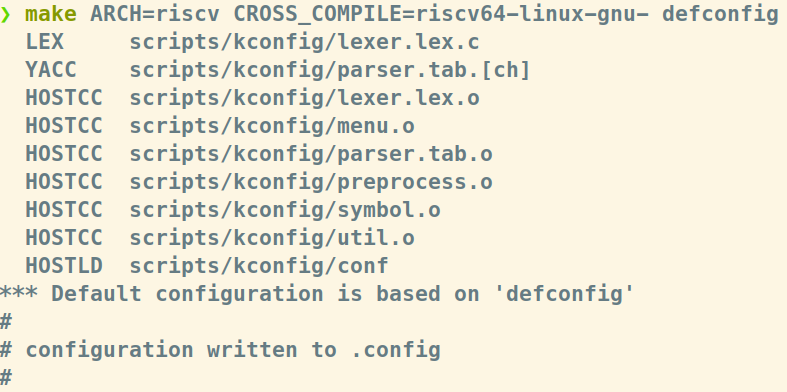 ❯ make ARCH=riscv CROSS_COMPILE=riscv64-linux-gnu- defconfig
  LEX     scripts/kconfig/lexer.lex.c
  YACC    scripts/kconfig/parser.tab.[ch]
  HOSTCC  scripts/kconfig/lexer.lex.o
  HOSTCC  scripts/kconfig/menu.o
  HOSTCC  scripts/kconfig/parser.tab.o
  HOSTCC  scripts/kconfig/preprocess.o
  HOSTCC  scripts/kconfig/symbol.o
  HOSTCC  scripts/kconfig/util.o
  HOSTLD  scripts/kconfig/conf
*** Default configuration is based on 'defconfig'
#
# configuration written to .config
#